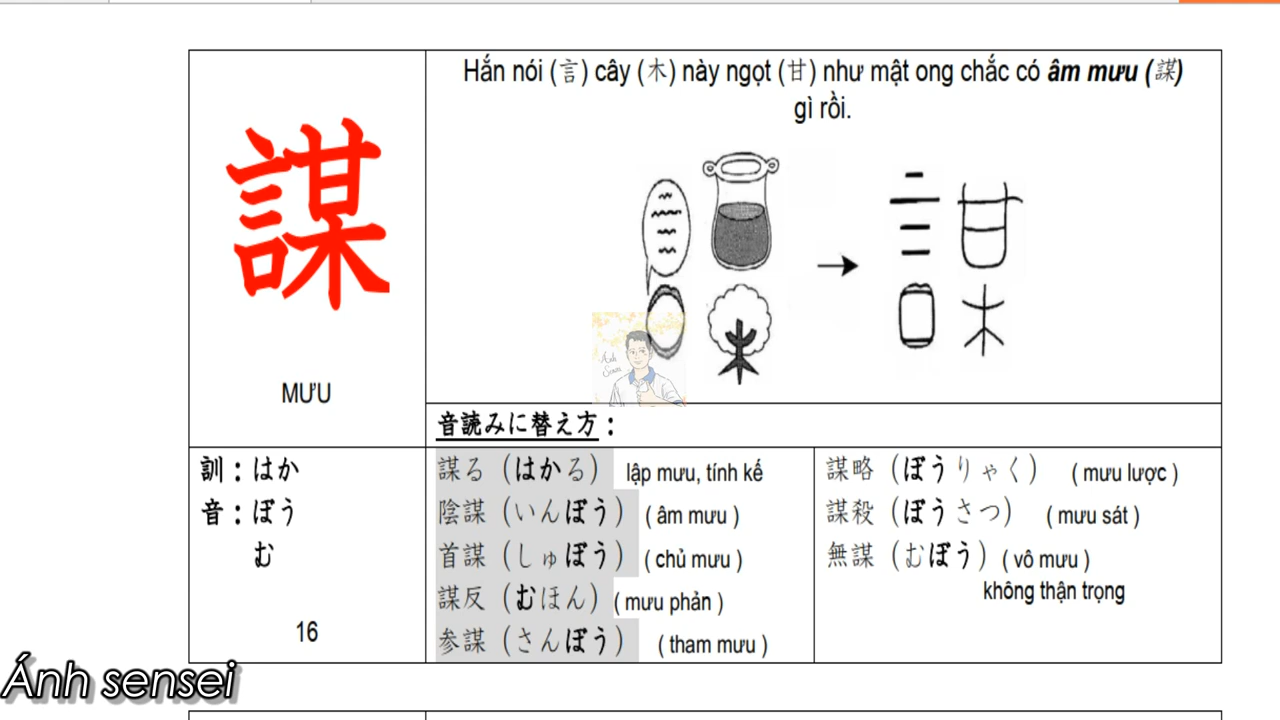 謀
MƯU
Hắn nói (言) cây (木) này ngọt (甘) như mật ong chắc có âm mưu (謀)
gì rồi.
Ánh
Sensei
音読みに替え方：
訓：はか
音：ぼう
む
16
謀る（はかる） lập mưu, tính kế
陰謀（いんぼう） ( âm mưu )
首謀（しゅぼう） ( chủ mưu )
謀反（むほん） ( mưu phản )
参謀（さんぼう） ( tham mưu )
謀略（ぼうりゃく） ( mưu lược )
謀殺（ぼうさつ） ( mưu sát )
無謀（むぼう） ( vô mưu )
không thận trọng
Ánh sensei